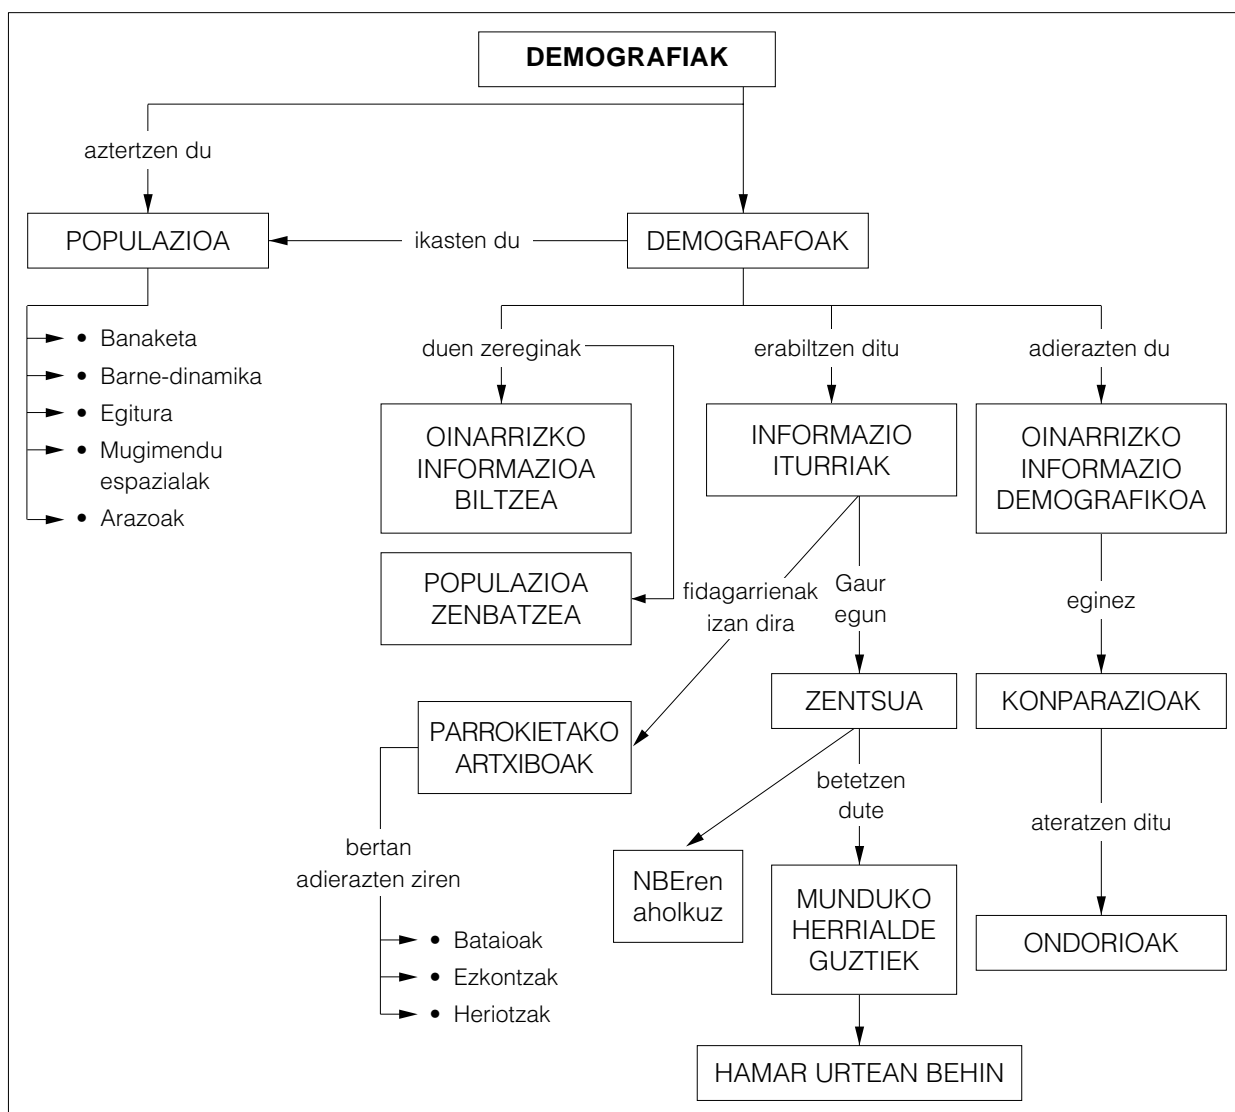 DEMOGRAFIAK
aztertzen du
POPULAZIOA
ikasten du
DEMOGRAFOAK
• Banaketa
• Barne-dinamika
• Egitura
• Mugimendu
espazialak
• Arazoak
duen zereginak
erabiltzen ditu
adierazten du
OINARRIZKO
INFORMAZIOA
BILTZEA
INFORMAZIO
ITURRIAK
OINARRIZKO
INFORMAZIO
DEMOGRAFIKOA
POPULAZIOA
ZENBATZEA
fidagarrienak
izan dira
Gaur
egun
eginez
PARROKIETAKO
ARTXIBOAK
ZENTSUA
KONPARAZIOAK
bertan
adierazten ziren
betetzen
dute
ateratzen ditu
NBEren
aholkuz
MUNDUKO
HERRIALDE
GUZTIEK
ONDORIOAK
• Bataioak
• Ezkontzak
• Heriotzak
HAMAR URTEAN BEHIN